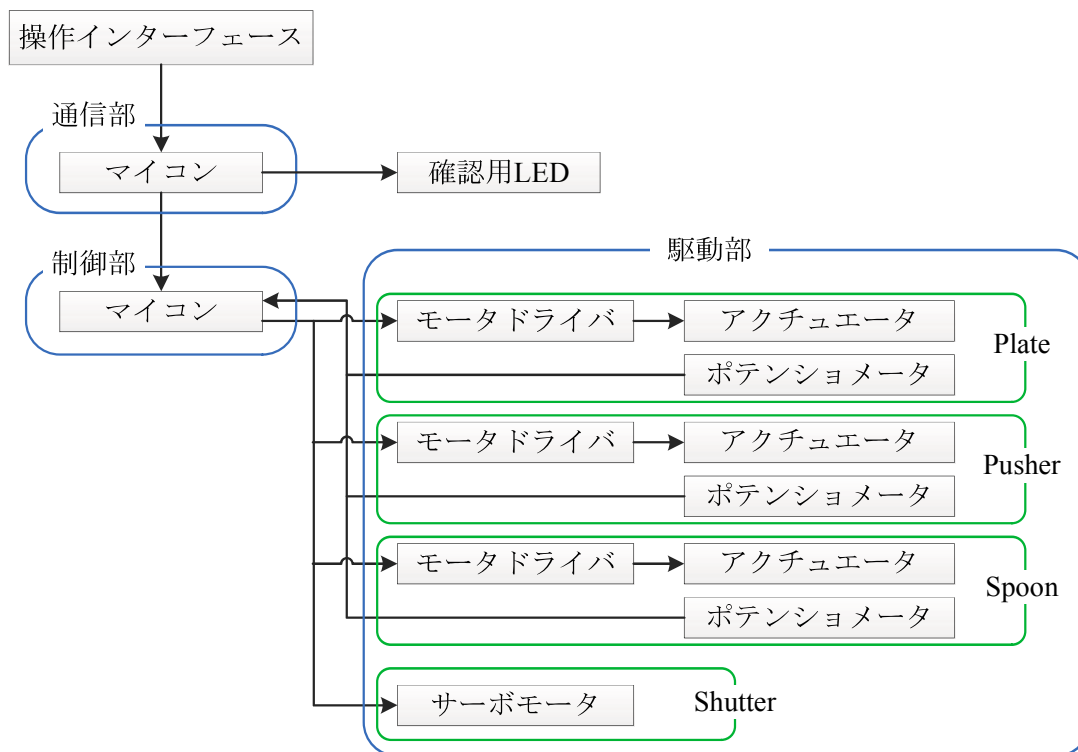 操作インターフェース
通信部
マイコン
確認用LED
制御部
マイコン
駆動部
モータドライバ
アクチュエータ
ポテンショメータ
Plate
モータドライバ
アクチュエータ
ポテンショメータ
Pusher
モータドライバ
アクチュエータ
ポテンショメータ
Spoon
サーボモータ
Shutter